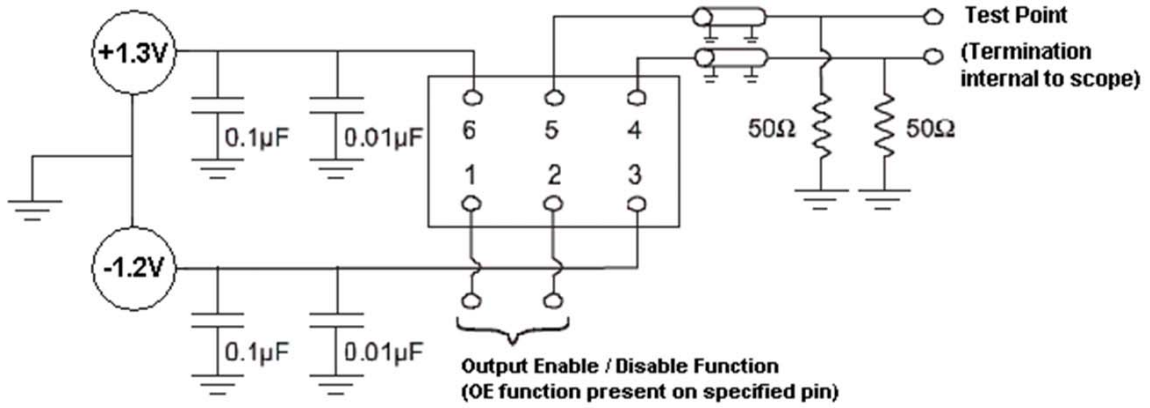 Test Point
(Termination
internal to scope)
+1.3V
0.1µF
0.01µF
50Ω
50Ω
6
5
4
1
2
3
-1.2V
0.1µF
0.01µF
Output Enable / Disable Function
(OE function present on specified pin)